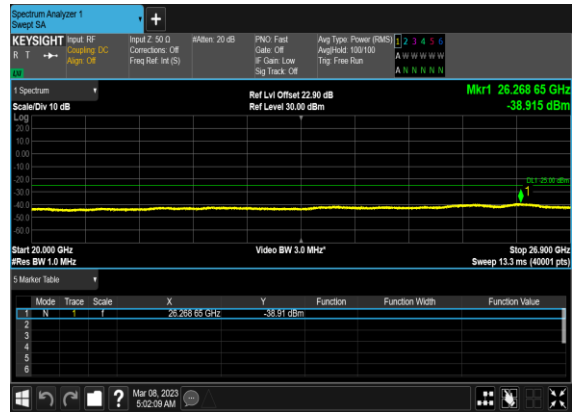 Spectrum Analyzer 1
Swept SA
+
KEYSIGHT Input: RF Input Z: 50 Ω #Atten: 20 dB PNO: Fast Avg Type: Power (RMS) 1 2 3 4 5 6
R T Coupling: DC Corrections: Off Gate: Off Avg|Hold: 100/100 A W W W W W
Align: Off Freq Ref: Int (S) IF Gain: Low Trig: Free Run
Sig Track: Off A N N N N N
1 Spectrum Ref Lvl Offset 22.90 dB Mkr1 26.268 65 GHz
Scale/Div 10 dB Ref Level 30.00 dBm -38.915 dBm
Log
20.0
10.0
0.00
-10.0
-20.0
DL1 -25.00 dBm
-30.0
1
-40.0
-50.0
-60.0
Start 20.000 GHz Video BW 3.0 MHz* Stop 26.900 GHz
#Res BW 1.0 MHz Sweep 13.3 ms (40001 pts)
5 Marker Table
Mode Trace Scale X Y Function Function Width Function Value
1 N 1 f 26.268 65 GHz -38.91 dBm
2
3
4
5
6
? Mar 08, 2023
5:02:09 AM